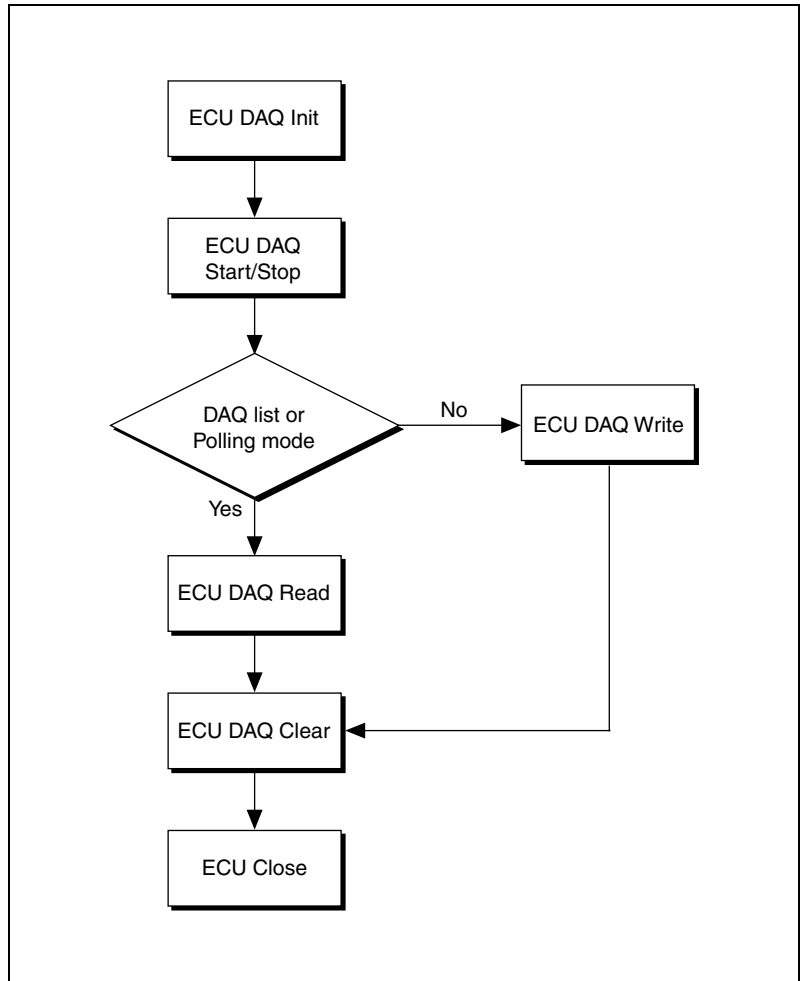 ECU DAQ Init
ECU DAQ
Start/Stop
DAQ list or
Polling mode
No
ECU DAQ Write
Yes
ECU DAQ Read
ECU DAQ Clear
ECU Close